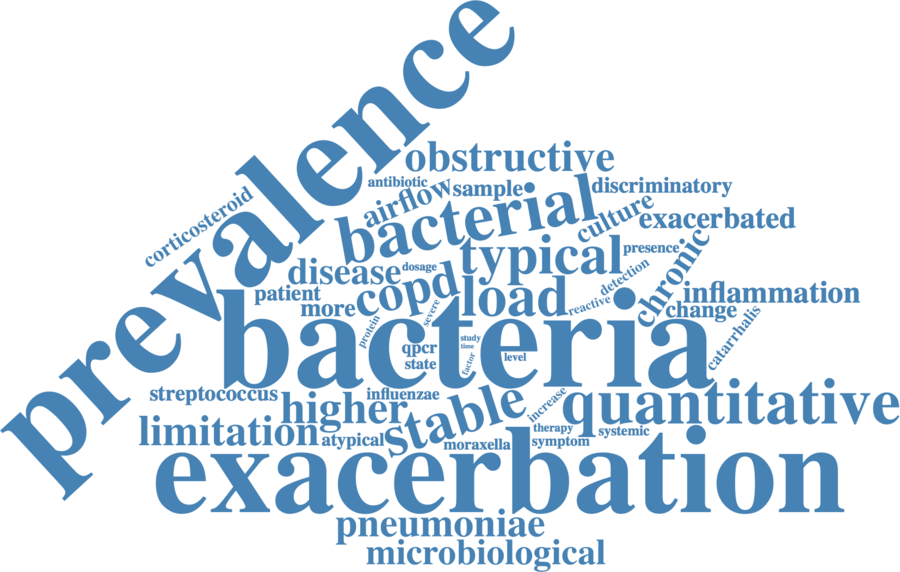 prevalence
obstructive
antibiotic
airflow
sample
discriminatory
corticosteroid
bacterial
culture
exacerbated
typical
presence
chronic
disease
dosage
copd
load
detection
patient
more
severe
reactive
inflammation
change
protein
bacteria
catarrhalis
qpcr
study
time
state
factor
level
streptococcus
influenzae
higher
stable
increase
quantitative
limitation
atypical
moraxella
therapy
symptom
systemic
exacerbation
pneumoniae
microbiological